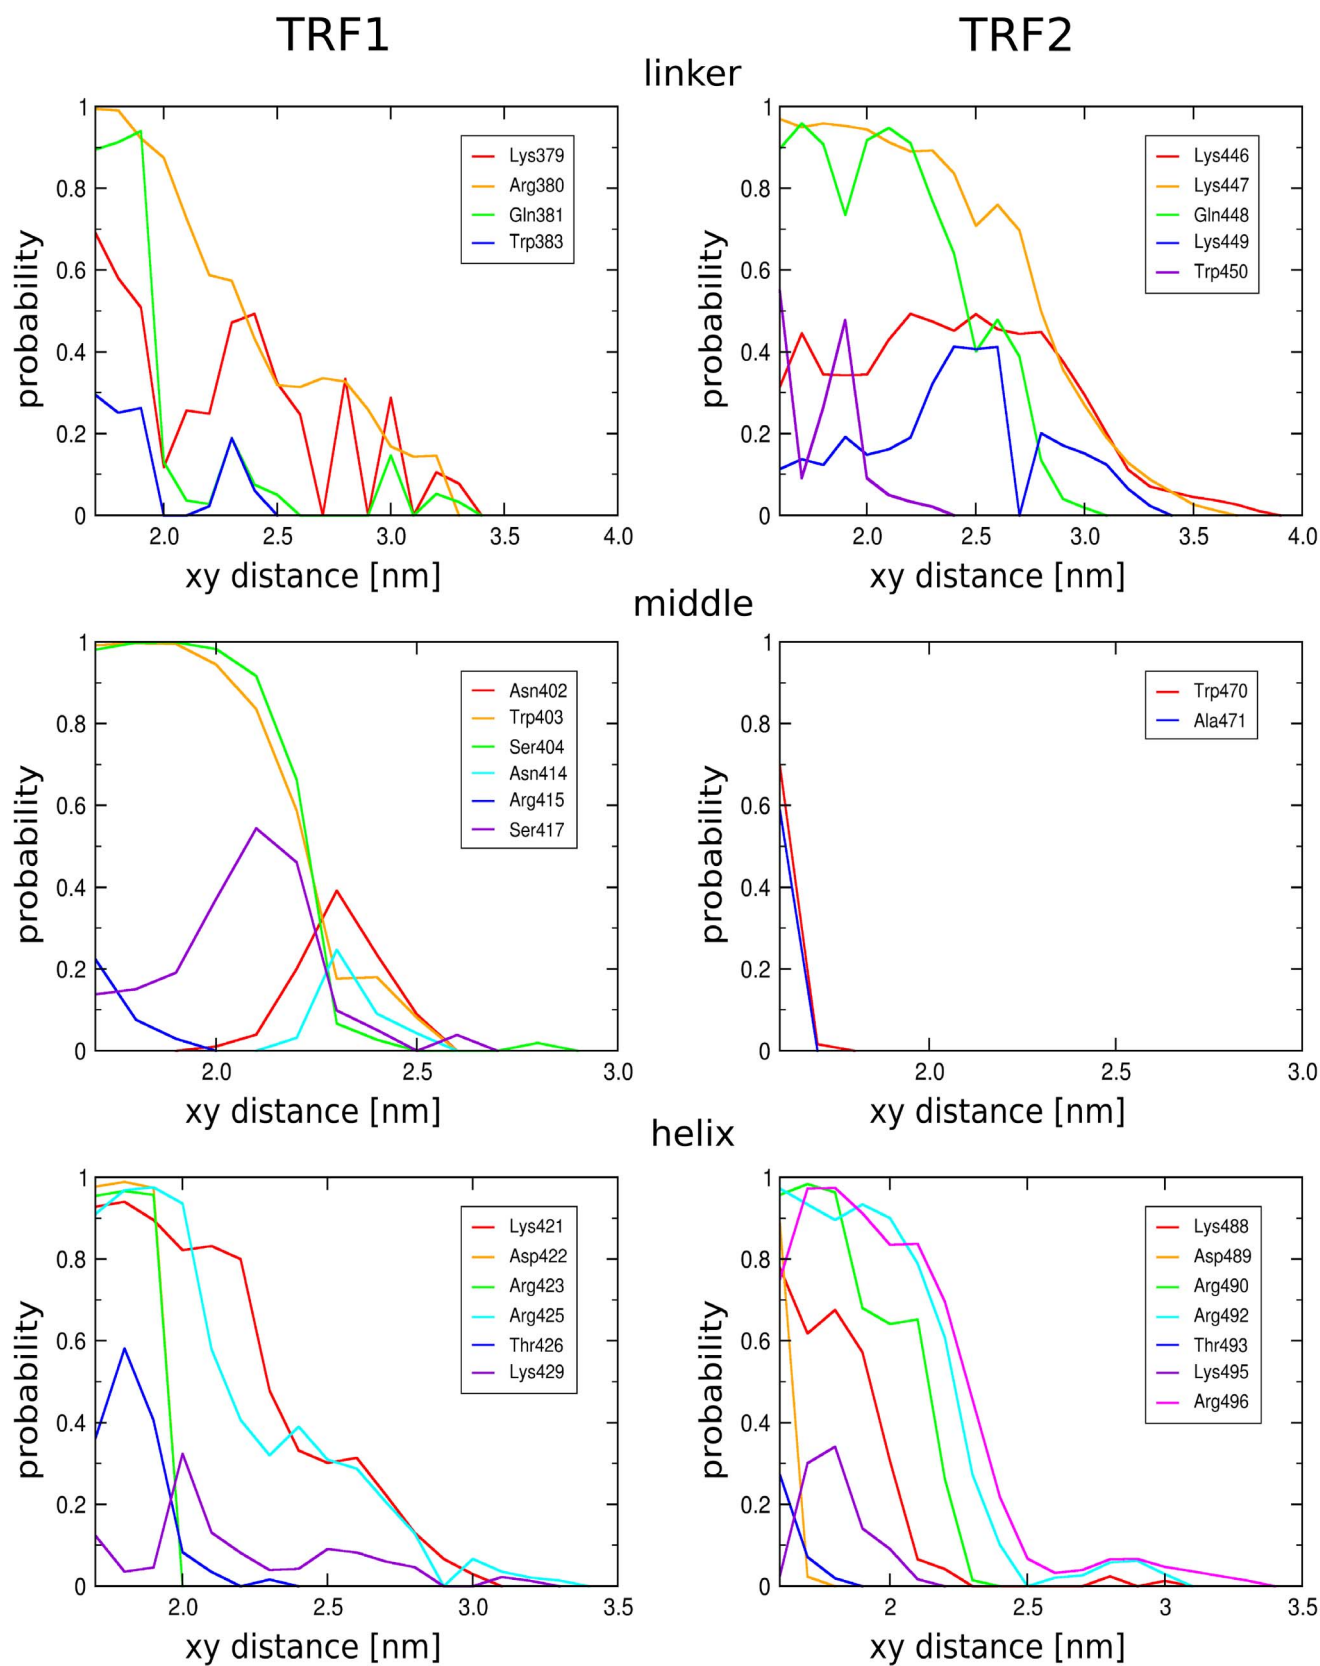 TRF1 TRF2
linker
1 0.8 0.6 0.4 0.2 0
probability
Lys379
Arg380
Gln381
Trp383
2.0 2.5 3.0 3.5 4.0
xy distance [nm]
1 0.8 0.6 0.4 0.2 0
probability
Lys446
Lys447
Gln448
Lys449
Trp450
2.0 2.5 3.0 3.5 4.0
xy distance [nm]
middle
1 0.8 0.6 0.4 0.2 0
probability
Asn402
Trp403
Ser404
Asn414
Arg415
Ser417
2.0 2.5 3.0
xy distance [nm]
1 0.8 0.6 0.4 0.2 0
probability
Trp470
Ala471
2.0 2.5 3.0
xy distance [nm]
helix
1 0.8 0.6 0.4 0.2 0
probability
Lys421
Asp422
Arg423
Arg425
Thr426
Lys429
2.0 2.5 3.0 3.5
xy distance [nm]
1 0.8 0.6 0.4 0.2 0
probability
Lys488
Asp489
Arg490
Arg492
Thr493
Lys495
Arg496
2 2.5 3 3.5
xy distance [nm]